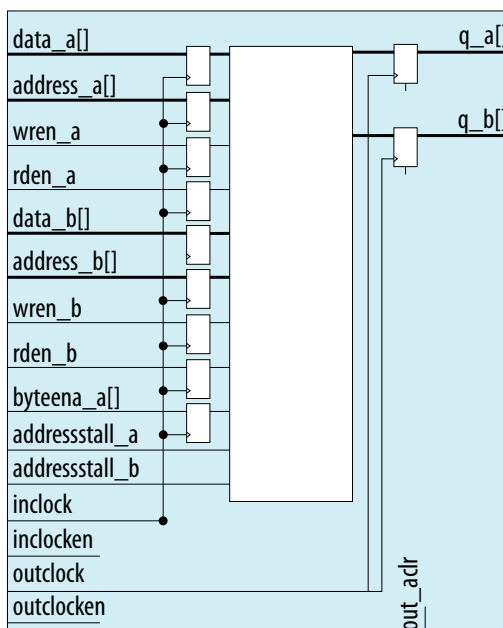 data_a[]
address_a[]
wren_a
rden_a
data_b[]
address_b[]
wren_b
rden_b
byteena_a[]
addressstall_a
addressstall_b
inclock
inclocken
outclock
outclocken
q_a[]
q_b[]
out_aclr